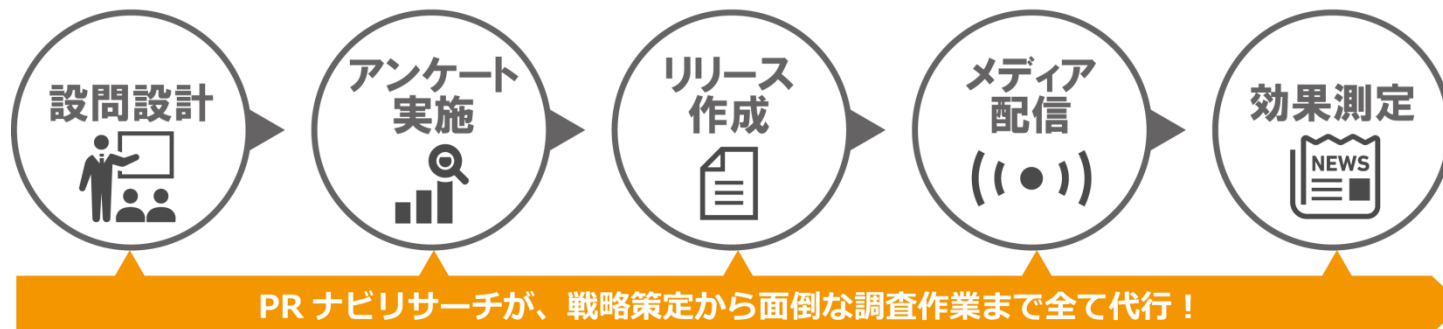 設問設計
アンケート
実施
リリース
作成
メディア
配信
効果測定
NEWS
PR ナビリサーチが、戦略策定から面倒な調査作業まで全て代行！